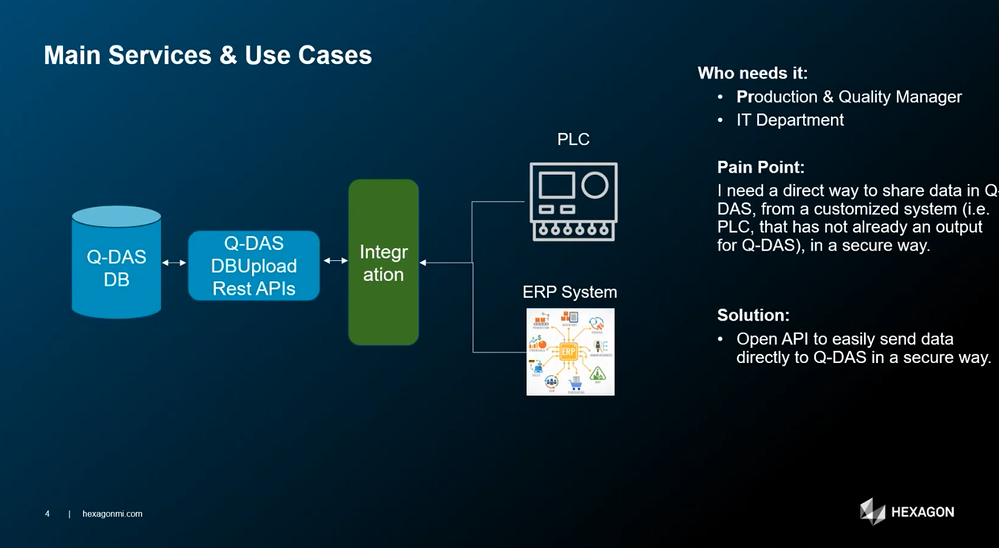 Main Services & Use Cases
Who needs it:
• Production & Quality Manager
• IT Department
PLC
Pain Point:
I need a direct way to share data in Q-
DAS, from a customized system (i.e.
PLC, that has not already an output
for Q-DAS), in a secure way.
Q-DAS
DB
Q-DAS
DBUpload
Rest APIs
Integr
ation
ERP System
ERP
Solution:
• Open API to easily send data
directly to Q-DAS in a secure way.
4 | hexagonmi.com
HEXAGON